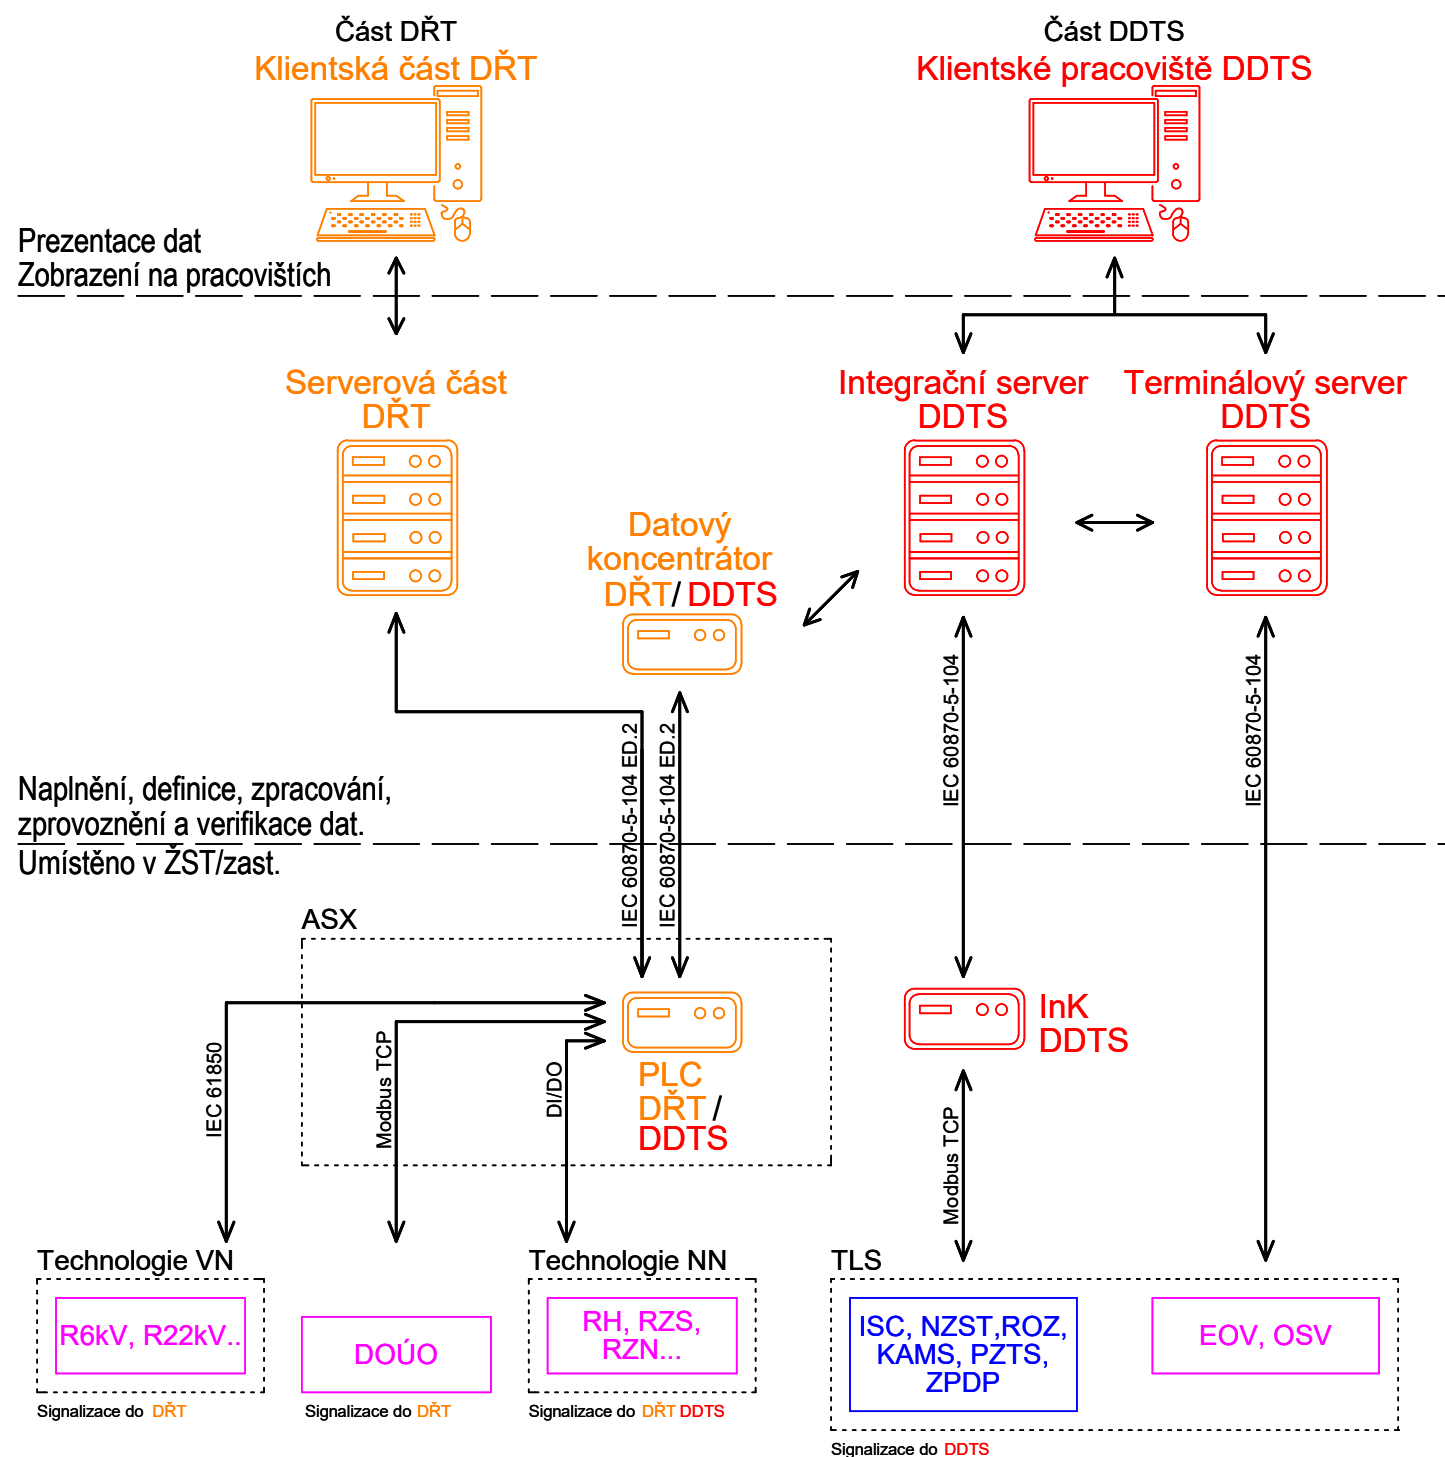 Část DŘT
Klientská část DŘT
Část DDTS
Klientské pracoviště DDTS
Prezentace dat
Zobrazení na pracovištích
Serverová část
DŘT
Integrační server
DDTS
Terminálový server
DDTS
Datový
koncentrátor
DŘT/ DDTS
IEC 60870-5-104 ED.2
IEC 60870-5-104 ED.2
IEC 60870-5-104
IEC 60870-5-104
Naplnění, definice, zpracování,
zprovoznění a verifikace dat.
Umístěno v ŽST/zast.
ASX
PLC
DŘT /
DDTS
InK
DDTS
IEC 61850
Modbus TCP
DI/DO
Modbus TCP
Technologie VN
R6kV, R22kV..
Signalizace do DŘT
DOÚO
Signalizace do DŘT
Technologie NN
RH, RZS,
RZN...
Signalizace do DŘT DDTS
TLS
ISC, NZST,ROZ,
KAMS, PZTS,
ZPDP
EOV, OSV
Signalizace do DDTS